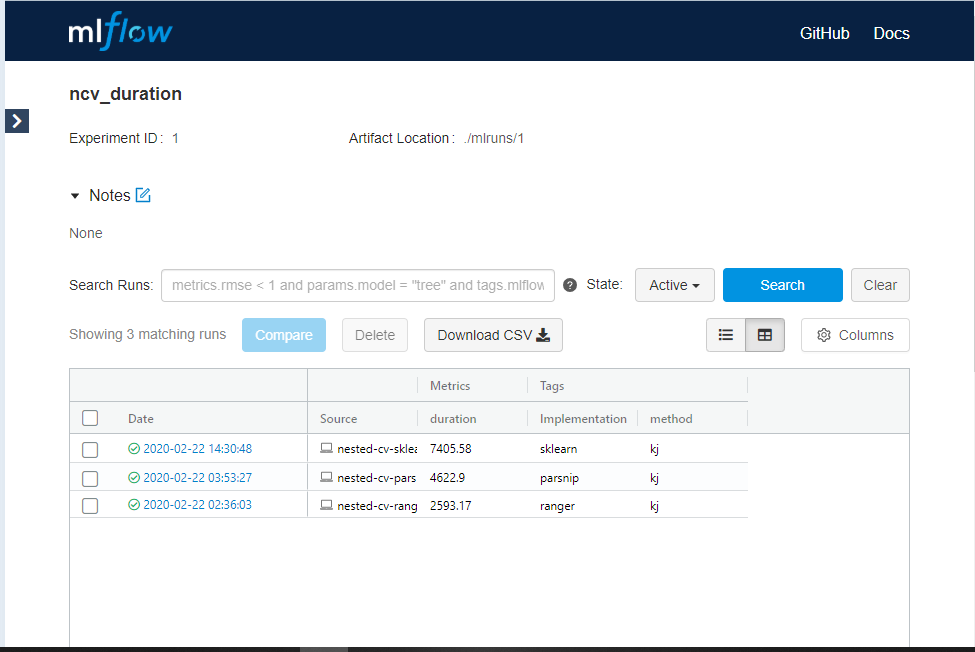 mlflow GitHub Docs
ncv_duration
Experiment ID: 1 Artifact Location: ./mlruns/1
Notes
None
Search Runs: metrics.rmse < 1 and params.model = "tree" and tags.mlflow ? State: Active Search Clear
Showing 3 matching runs Compare Delete Download CSV Columns
Metrics Tags
Date Source duration Implementation method
2020-02-22 14:30:48 nested-cv-sklea 7405.58 sklearn kj
2020-02-22 03:53:27 nested-cv-pars 4622.9 parsnip kj
2020-02-22 02:36:03 nested-cv-rang 2593.17 ranger kj